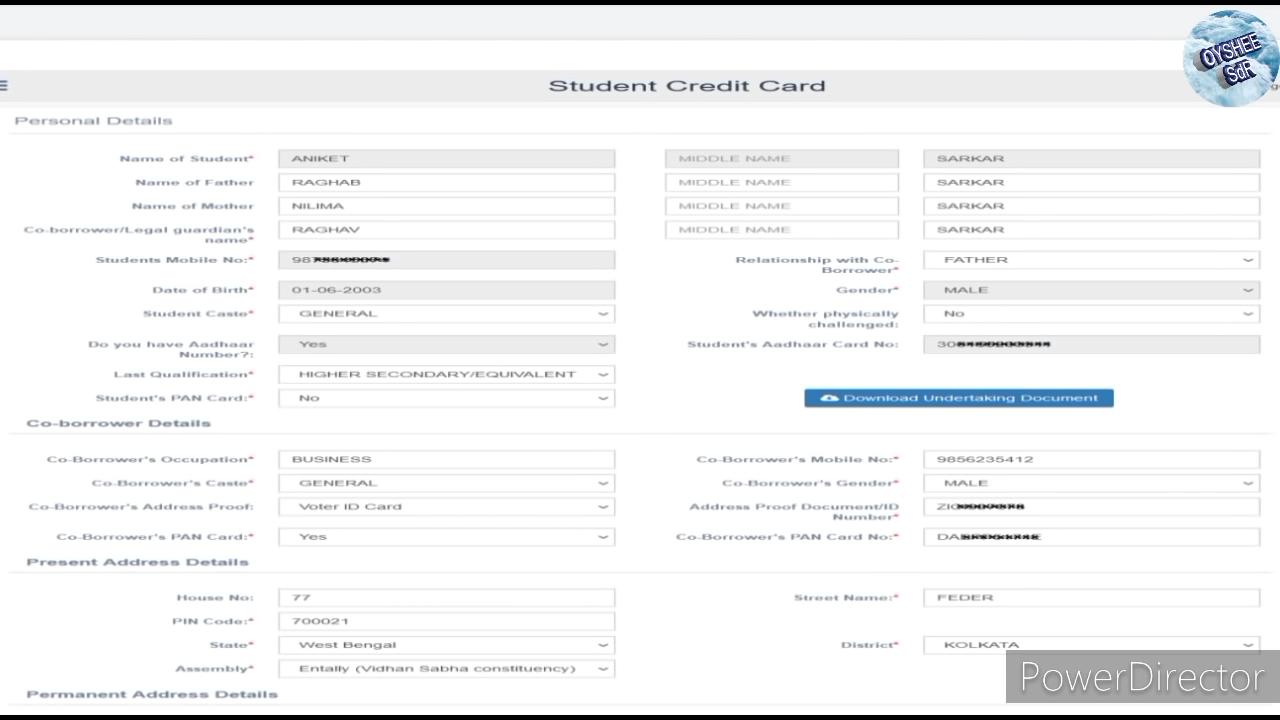 OYSHEE
SdR
Student Credit Card
Personal Details
Name of Student* ANIKET MIDDLE NAME SARKAR
Name of Father RAGHAB MIDDLE NAME SARKAR
Name of Mother NILIMA MIDDLE NAME SARKAR
Co-borrower/Legal guardian's name* RAGHAV MIDDLE NAME SARKAR
Students Mobile No:* 98 Relationship with Co-Borrower* FATHER
Date of Birth* 01-06-2003 Gender* MALE
Student Caste* GENERAL Whether physically challenged: No
Do you have Aadhaar Number?: Yes Student's Aadhaar Card No: 30
Last Qualification* HIGHER SECONDARY/EQUIVALENT
Student's PAN Card:* No Download Undertaking Document
Co-borrower Details
Co-Borrower's Occupation* BUSINESS Co-Borrower's Mobile No:* 9856235412
Co-Borrower's Caste* GENERAL Co-Borrower's Gender* MALE
Co-Borrower's Address Proof: Voter ID Card Address Proof Document/ID Number*
Co-Borrower's PAN Card:* Yes Co-Borrower's PAN Card No:* DA
Present Address Details
House No: 77 Street Name:* FEDER
PIN Code:* 700021
State* West Bengal District* KOLKATA
Assembly* Entally (Vidhan Sabha constituency)
PowerDirector
Permanent Address Details